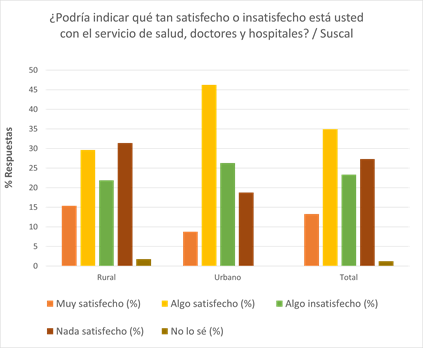 ¿Podría indicar qué tan satisfecho o insatisfecho está usted
con el servicio de salud, doctores y hospitales? / Suscal
% Respuestas
50
45
40
35
30
25
20
15
10
5
0
Rural Urbano Total
Muy satisfecho (%) Algo satisfecho (%) Algo insatisfecho (%)
Nada satisfecho (%) No lo sé (%)